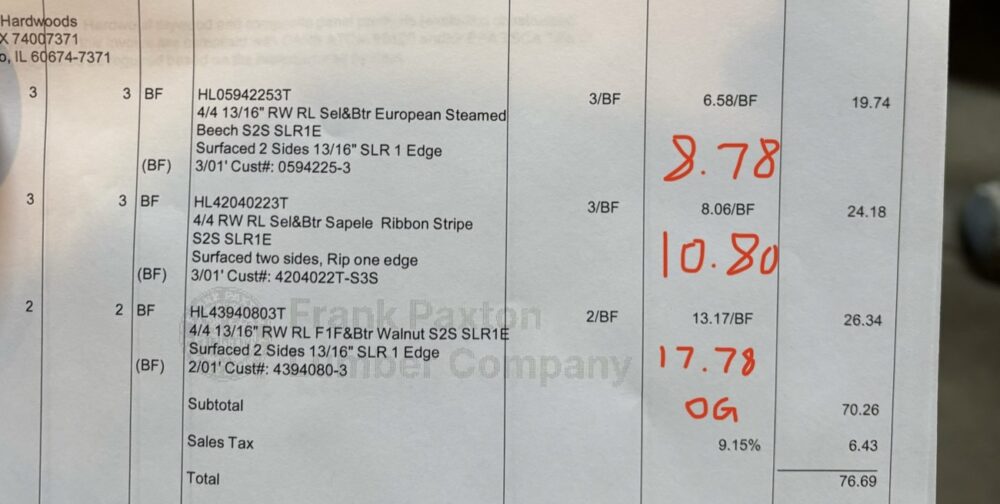 Hardwoods
X 74007371
o, IL 60674-7371
3 3 BF HL05942253T 3/BF 6.58/BF 19.74
4/4 13/16" RW RL Sel&Btr European Steamed
Beech S2S SLR1E
Surfaced 2 Sides 13/16" SLR 1 Edge
8.78
(BF) 3/01' Cust#: 0594225-3
3 3 BF HL42040223T 3/BF 8.06/BF 24.18
4/4 RW RL Sel&Btr Sapele Ribbon Stripe
S2S SLR1E
10.80
Surfaced two sides, Rip one edge
(BF) 3/01' Cust#: 4204022T-S3S
2 2 BF HL43940803T 2/BF 13.17/BF 26.34
Frank Paxton
4/4 13/16" RW RL F1F&Btr Walnut S2S SLR1E
Surfaced 2 Sides 13/16" SLR 1 Edge
17.78
Company
(BF) 2/01' Cust#: 4394080-3
Subtotal OG 70.26
Sales Tax 9.15% 6.43
Total 76.69